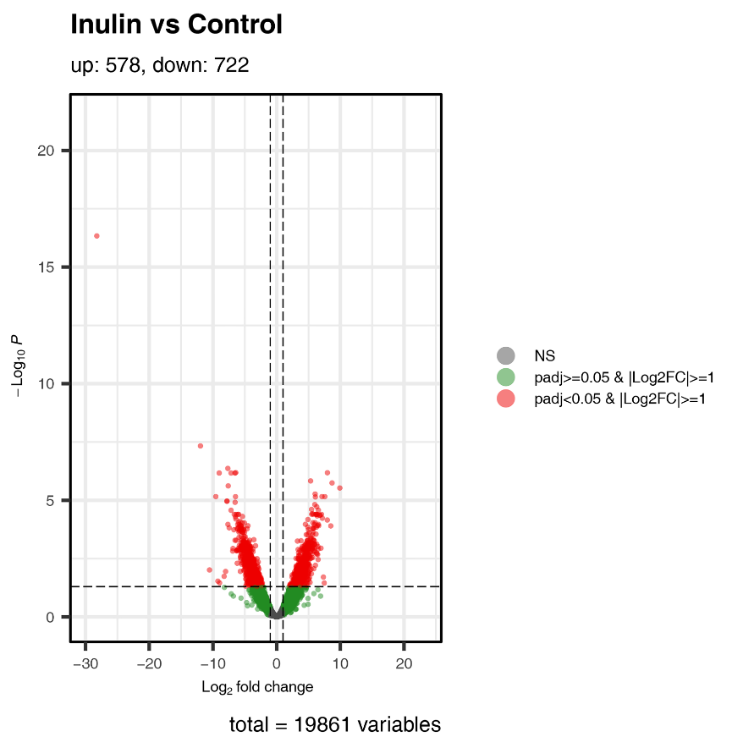 Inulin vs Control
up: 578, down: 722
20
15
10
5
0
− Log10 P
−30 −20 −10 0 10 20
Log2 fold change
NS
padj>=0.05 & |Log2FC|>=1
padj<0.05 & |Log2FC|>=1
total = 19861 variables